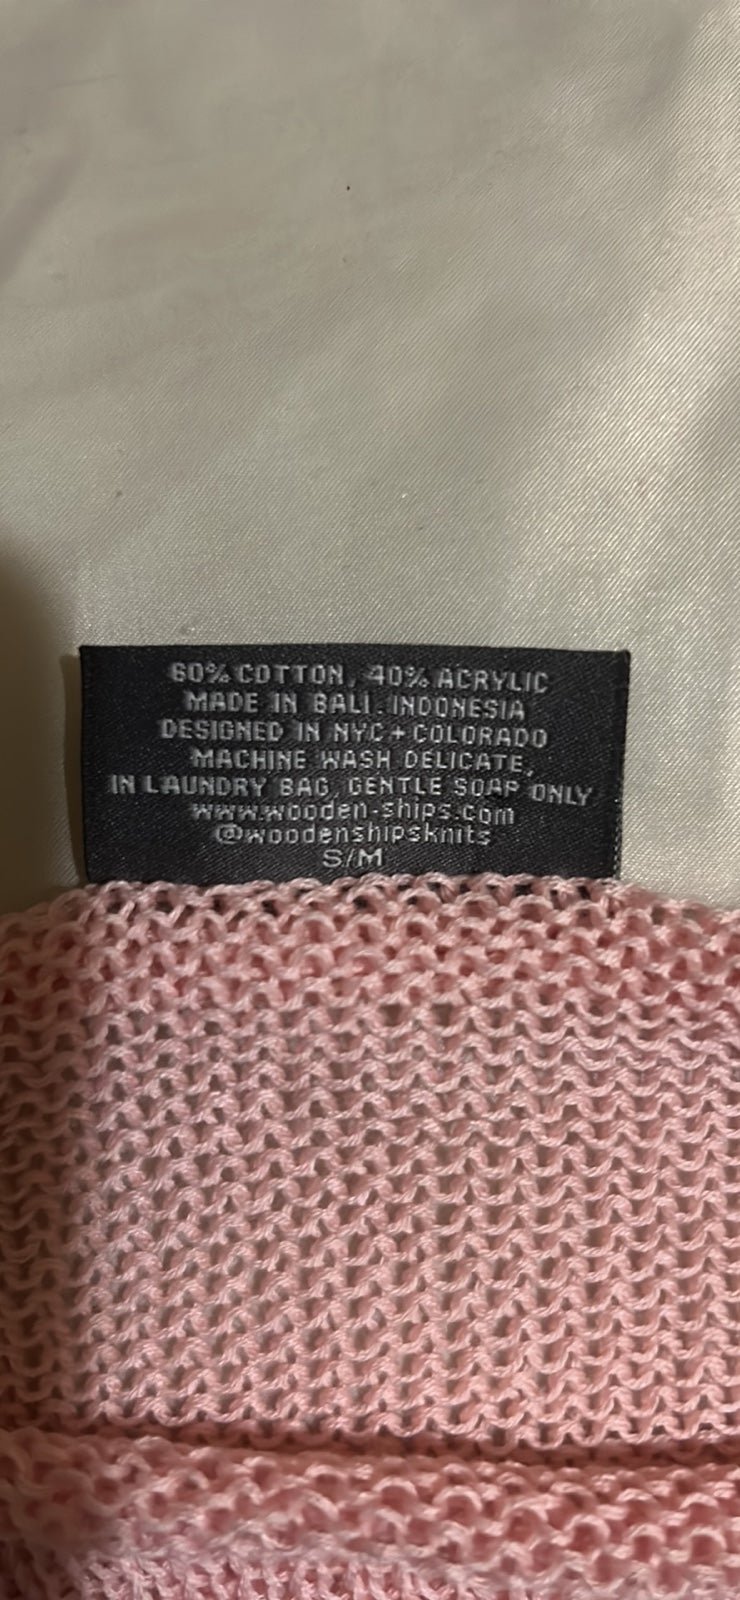 60% COTTON, 40% ACRYLIC
MADE IN BALI. INDONESIA
DESIGNED IN NYC + COLORADO
MACHINE WASH DELICATE,
IN LAUNDRY BAG, GENTLE SOAP ONLY
www.wooden-ships.com
@woodenshipsknits
S/M